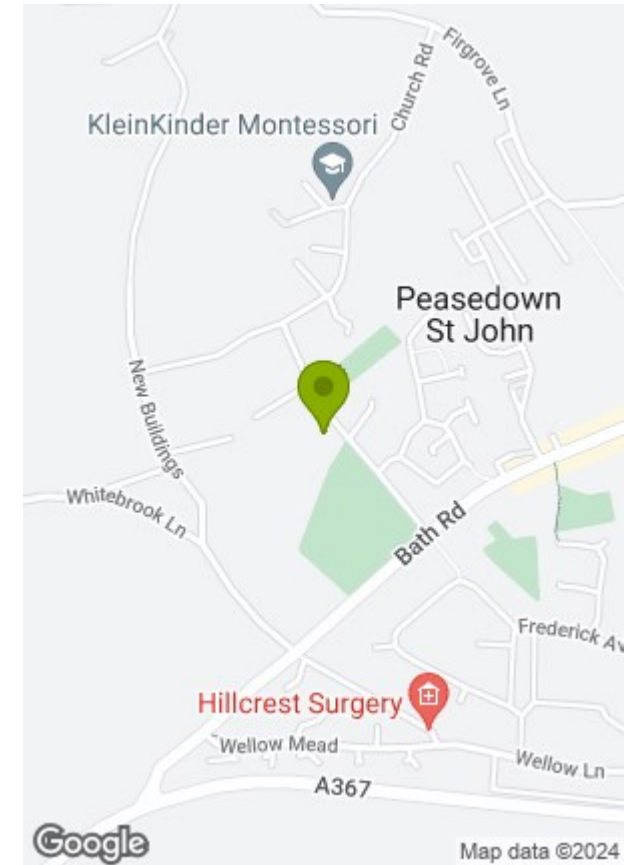 Firgrove Ln
Church Rd
KleinKinder Montessori
Peasedown
St John
New Buildings
Whitebrook Ln
Bath Rd
Frederick Av
Hillcrest Surgery
Wellow Mead
Wellow Ln
A367
Google
Map data ©2024